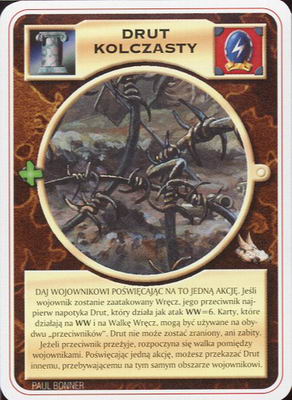 DRUT
KOLCZASTY
DAJ WOJOWNIKOWI POŚWIĘCAJĄC NA TO JEDNĄ AKCJĘ. Jeśli
wojownik zostanie zaatakowany Wręcz, jego przeciwnik naj-
pierw napotyka Drut, który działa jak atak WW=6. Karty, które
działają na WW i na Walkę Wręcz, mogą być używane na oby-
dwu „przeciwników". Drut nie może zostać zraniony, ani zabity.
Jeżeli przeciwnik przeżyje, rozpoczyna się walka pomiędzy
wojownikami. Poświęcając jedną akcję, możesz przekazać Drut
innemu, przebywającemu na tym samym obszarze wojownikowi.
PAUL BONNER